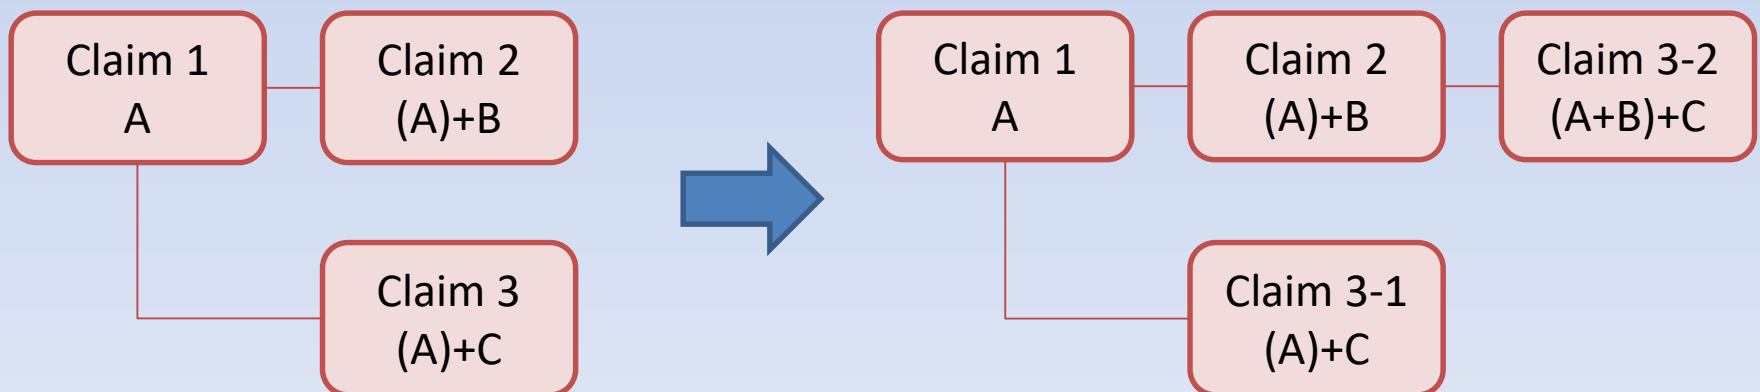 Claim 1
A
Claim 2
(A)+B
Claim 3
(A)+C
Claim 1
A
Claim 2
(A)+B
Claim 3-2
(A+B)+C
Claim 3-1
(A)+C